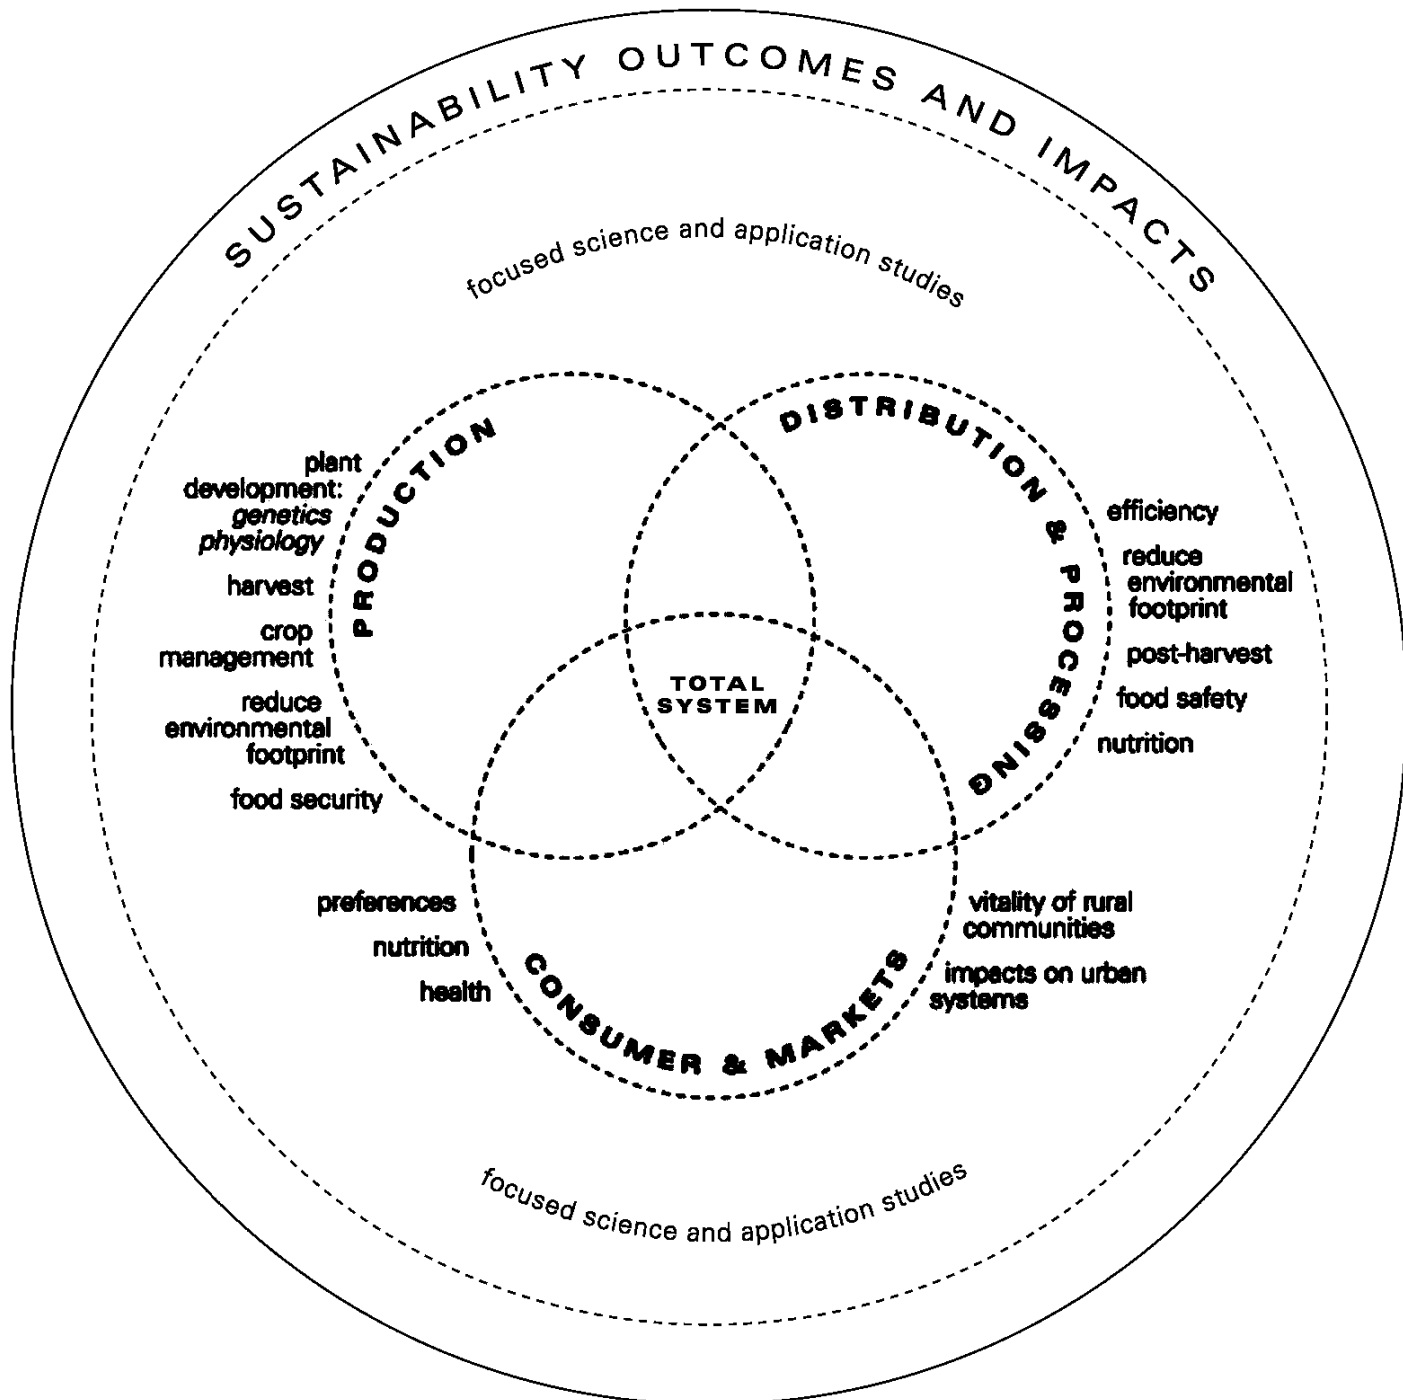 SUSTAINABILITY OUTCOMES AND IMPACTS
focused science and application studies
PRODUCTION
DISTRIBUTION & PROCESSING
plant
development:
genetics
physiology
harvest
crop
management
reduce
environmental
footprint
food security
efficiency
reduce
environmental
footprint
post-harvest
food safety
nutrition
TOTAL
SYSTEM
preferences
nutrition
health
CONSUMER & MARKETS
vitality of rural
communities
impacts on urban
systems
focused science and application studies